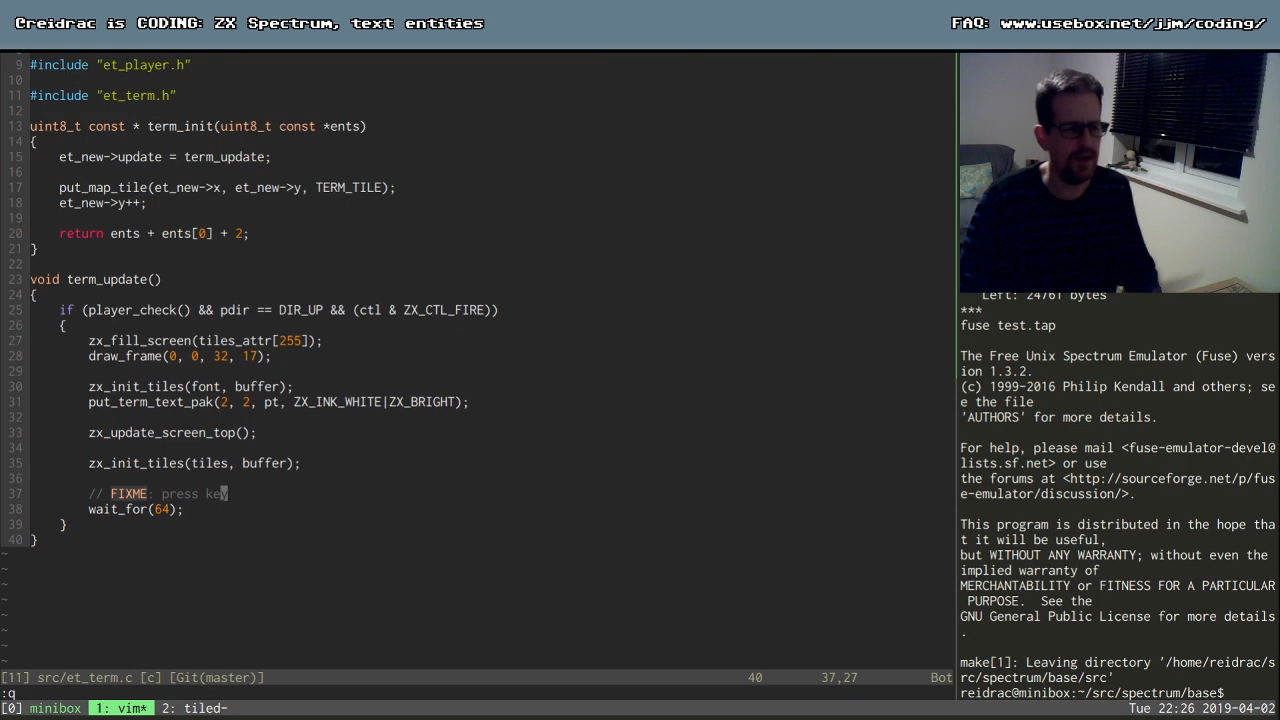 Creidrac is CODING: ZX Spectrum, text entities
FAQ: www.usebox.net/jjm/coding/
9 #include "et_player.h"
10
11 #include "et_term.h"
12
13 uint8_t const * term_init(uint8_t const *ents)
14 {
15 et_new->update = term_update;
16
17 put_map_tile(et_new->x, et_new->y, TERM_TILE);
18 et_new->y++;
19
20 return ents + ents[0] + 2;
21 }
22
23 void term_update()
24 {
25 if (player_check() && pdir == DIR_UP && (ctl & ZX_CTL_FIRE))
26 {
27 zx_fill_screen(tiles_attr[255]);
28 draw_frame(0, 0, 32, 17);
29
30 zx_init_tiles(font, buffer);
31 put_term_text_pak(2, 2, pt, ZX_INK_WHITE|ZX_BRIGHT);
32
33 zx_update_screen_top();
34
35 zx_init_tiles(tiles, buffer);
36
37 // FIXME: press key
38 wait_for(64);
39 }
40 }
~
~
~
~
~
~
~
~
[11] src/et_term.c [c] [Git(master)] 40 37,27 Bot
:q
Left: 24761 bytes
***
fuse test.tap
The Free Unix Spectrum Emulator (Fuse) vers
ion 1.3.2.
(c) 1999-2016 Philip Kendall and others; se
e the file
'AUTHORS' for more details.
For help, please mail <fuse-emulator-devel@
lists.sf.net> or use
the forums at <http://sourceforge.net/p/fus
e-emulator/discussion/>.
This program is distributed in the hope tha
t it will be useful,
but WITHOUT ANY WARRANTY; without even the
implied warranty of
MERCHANTABILITY or FITNESS FOR A PARTICULAR
PURPOSE. See the
GNU General Public License for more details
.
make[1]: Leaving directory '/home/reidrac/s
rc/spectrum/base/src'
reidrac@minibox:~/src/spectrum/base$
[0] minibox 1: vim* 2: tiled- Tue 22:26 2019-04-02